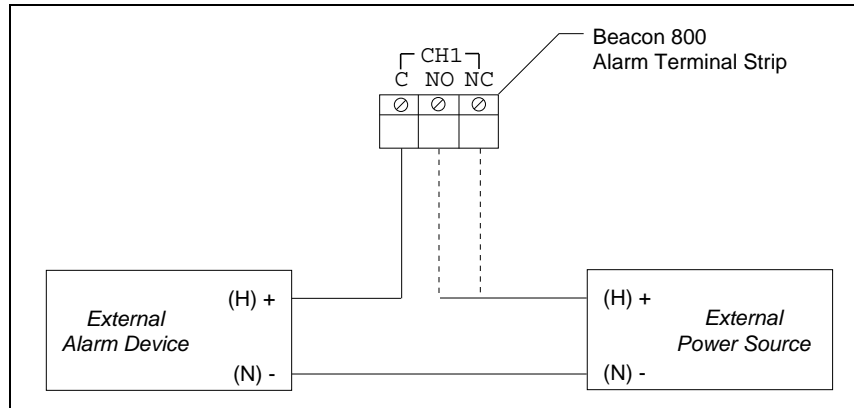 Beacon 800
Alarm Terminal Strip
CH1
C NO NC
(H) +
External
Alarm Device
(N) -
(H) +
External
Power Source
(N) -